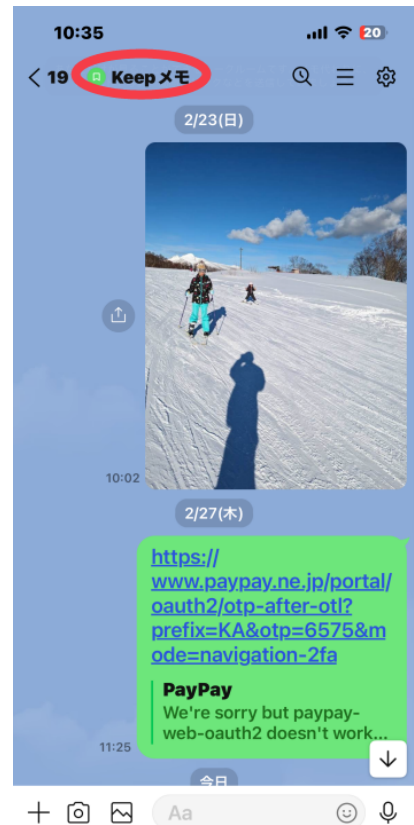 10:35
20
19 Keepメモ
2/23(日)
10:02
2/27(木)
https://
www.paypay.ne.jp/portal/
oauth2/otp-after-otl?
prefix=KA&otp=6575&m
ode=navigation-2fa
PayPay
We're sorry but paypay-
web-oauth2 doesn't work...
11:25
今日
Aa